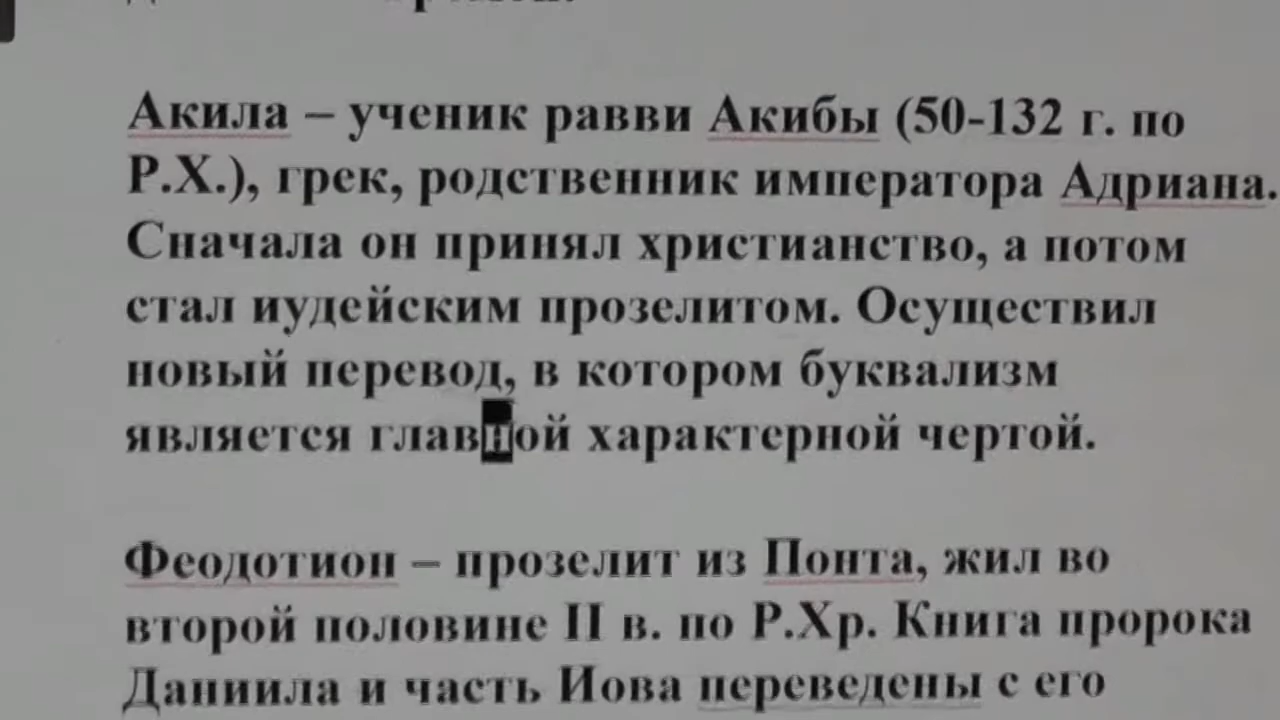 Акила – ученик равви Акибы (50-132 г. по
Р.Х.), грек, родственник императора Адриана.
Сначала он принял христианство, а потом
стал иудейским прозелитом. Осуществил
новый перевод, в котором буквализм
является главной характерной чертой.
Феодотион – прозелит из Понта, жил во
второй половине II в. по Р.Хр. Книга пророка
Даниила и часть Иова переведены с его